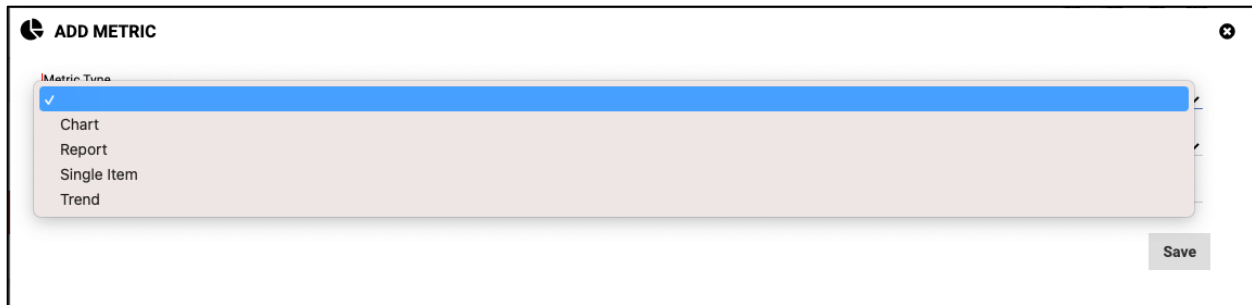 ADD METRIC
Metric Type
Chart
Report
Single Item
Trend
Save